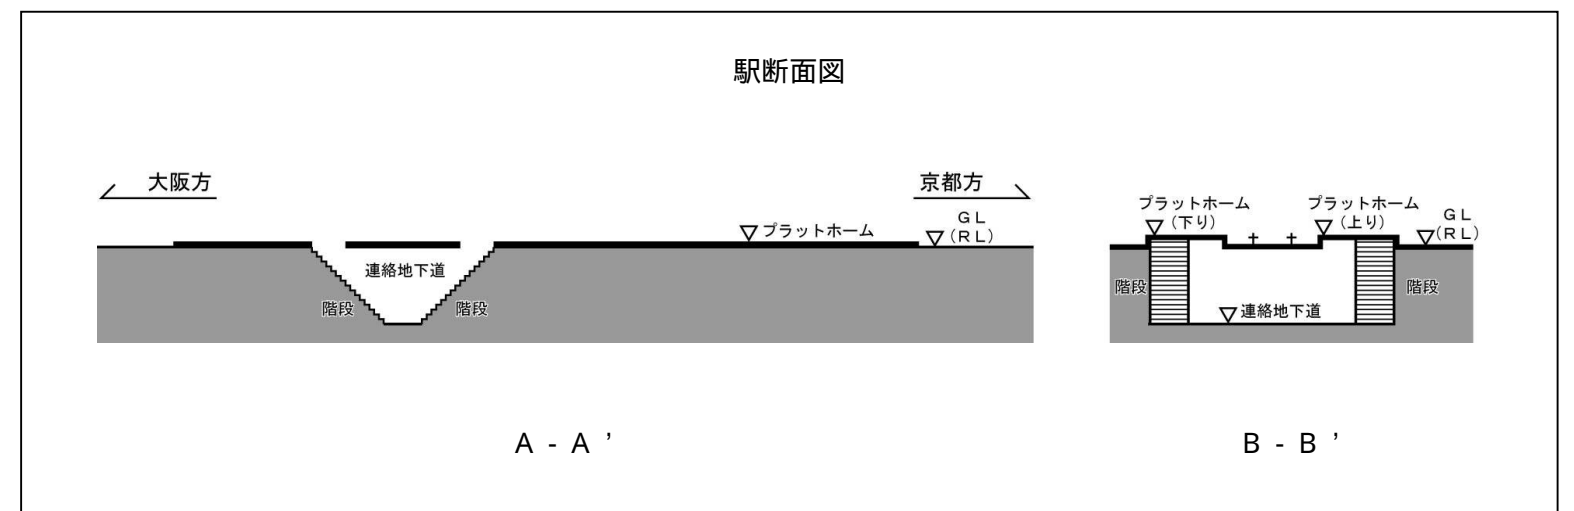 駅断面図
大阪方
京都方
プラットホーム
GL
(RL)
連絡地下道
階段
階段
プラットホーム
(下り)
プラットホーム
(上り)
GL
(RL)
階段
階段
連絡地下道
A - A ’
B - B ’